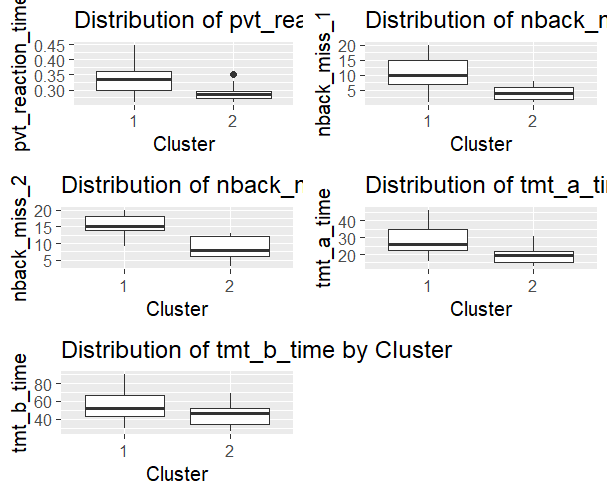 Distribution of pvt_rea
pvt_reaction_time
0.45
0.40
0.35
0.30
1 2
Cluster
Distribution of nback_m
nback_miss_1
20
15
10
5
1 2
Cluster
Distribution of nback_m
nback_miss_2
20
15
10
5
1 2
Cluster
Distribution of tmt_a_tim
tmt_a_time
40
30
20
1 2
Cluster
Distribution of tmt_b_time by Cluster
tmt_b_time
80
60
40
1 2
Cluster